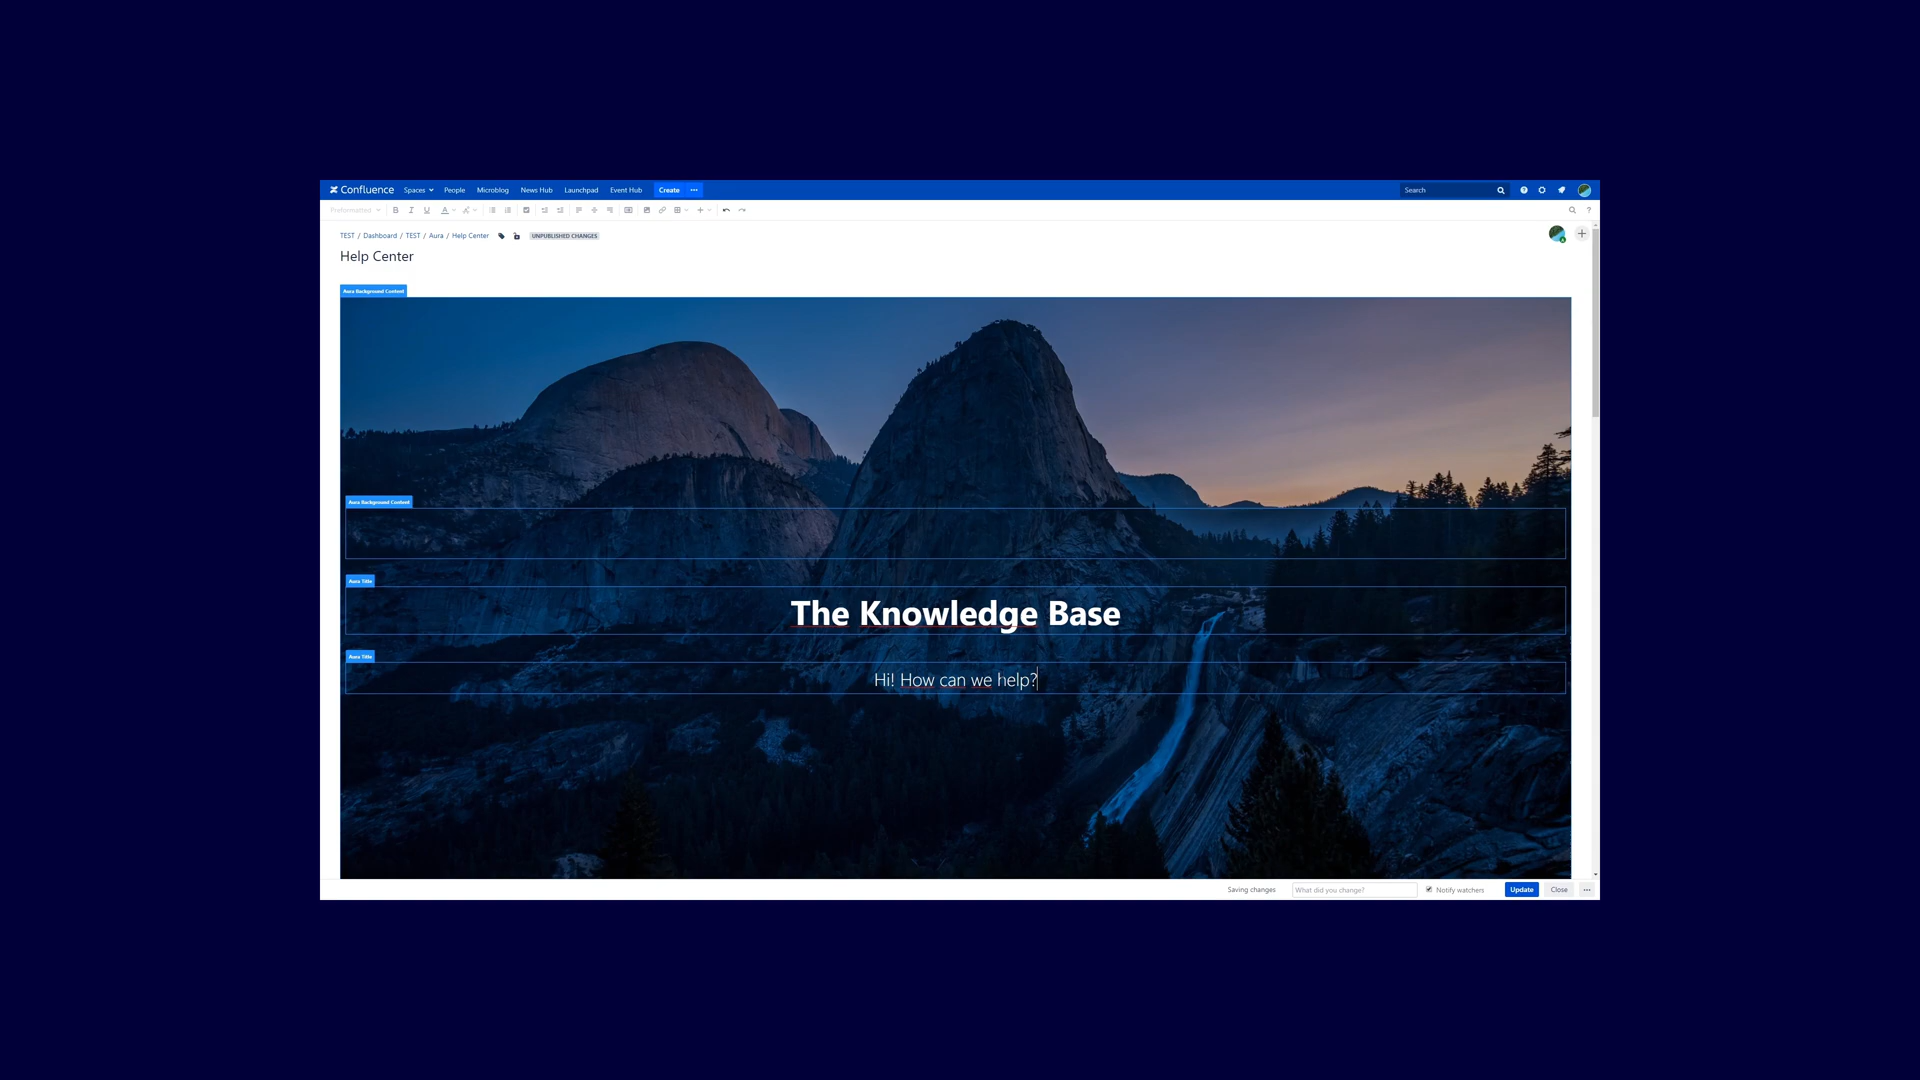 Confluence Spaces People Microblog News Hub Launchpad Event Hub Create ••• Search
Preformatted B I U A
TEST / Dashboard / TEST / Aura / Help Center UNPUBLISHED CHANGES
Help Center
Aura Background Content
Aura Background Content
Aura Title
The Knowledge Base
Aura Title
Hi! How can we help?
Saving changes What did you change? Notify watchers Update Close •••